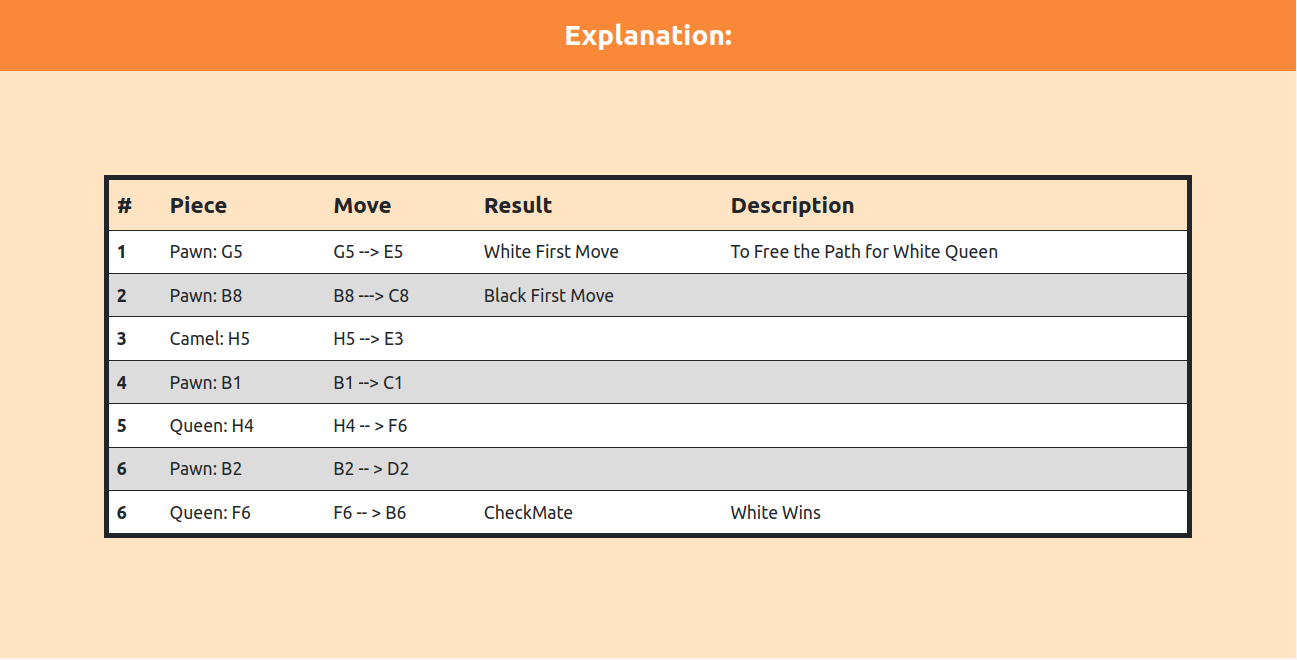 Explanation:
# Piece Move Result Description
1 Pawn: G5 G5 --> E5 White First Move To Free the Path for White Queen
2 Pawn: B8 B8 ---> C8 Black First Move
3 Camel: H5 H5 --> E3
4 Pawn: B1 B1 --> C1
5 Queen: H4 H4 -- > F6
6 Pawn: B2 B2 -- > D2
6 Queen: F6 F6 -- > B6 CheckMate White Wins